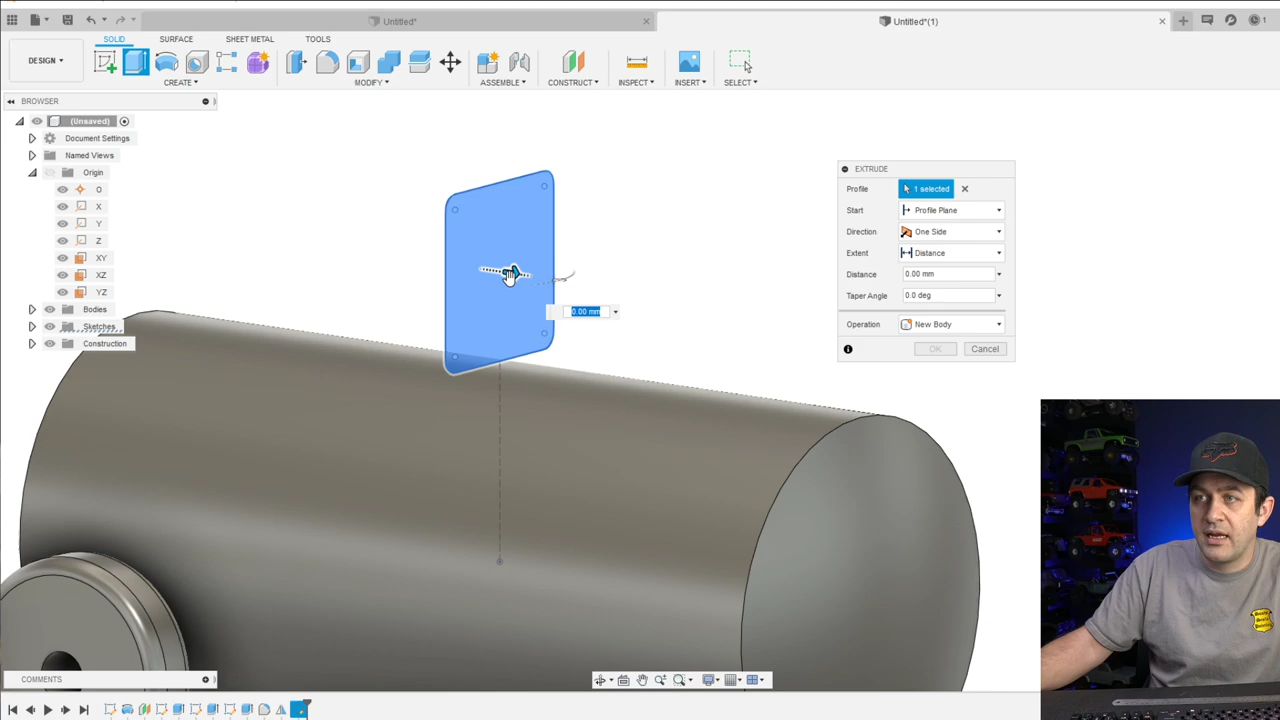 Untitled*
Untitled*(1)
1
SOLID
SURFACE
SHEET METAL
TOOLS
DESIGN
CREATE
MODIFY
ASSEMBLE
CONSTRUCT
INSPECT
INSERT
SELECT
BROWSER
(Unsaved)
Document Settings
Named Views
Origin
O
X
Y
Z
XY
XZ
YZ
Bodies
Sketches
Construction
0.00 mm
EXTRUDE
Profile 1 selected
Start Profile Plane
Direction One Side
Extent Distance
Distance 0.00 mm
Taper Angle 0.0 deg
Operation New Body
OK Cancel
COMMENTS